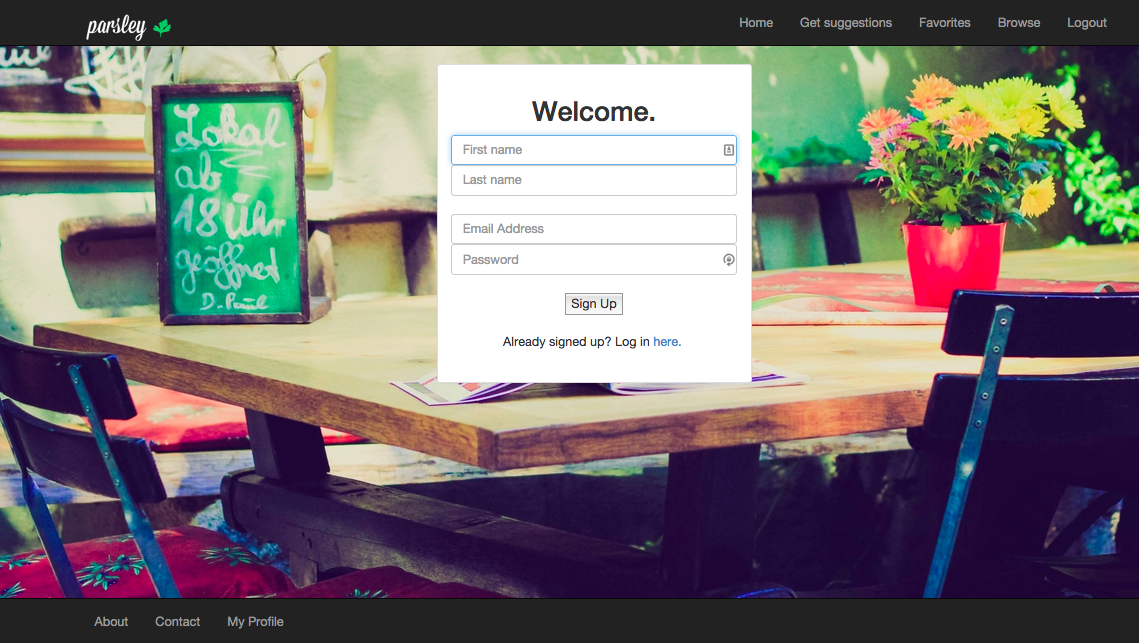 parsley
Home Get suggestions Favorites Browse Logout
Lokal
ab
18 Uhr
geöffnet
D. Paul
Welcome.
First name
Last name
Email Address
Password
Sign Up
Already signed up? Log in here.
About Contact My Profile